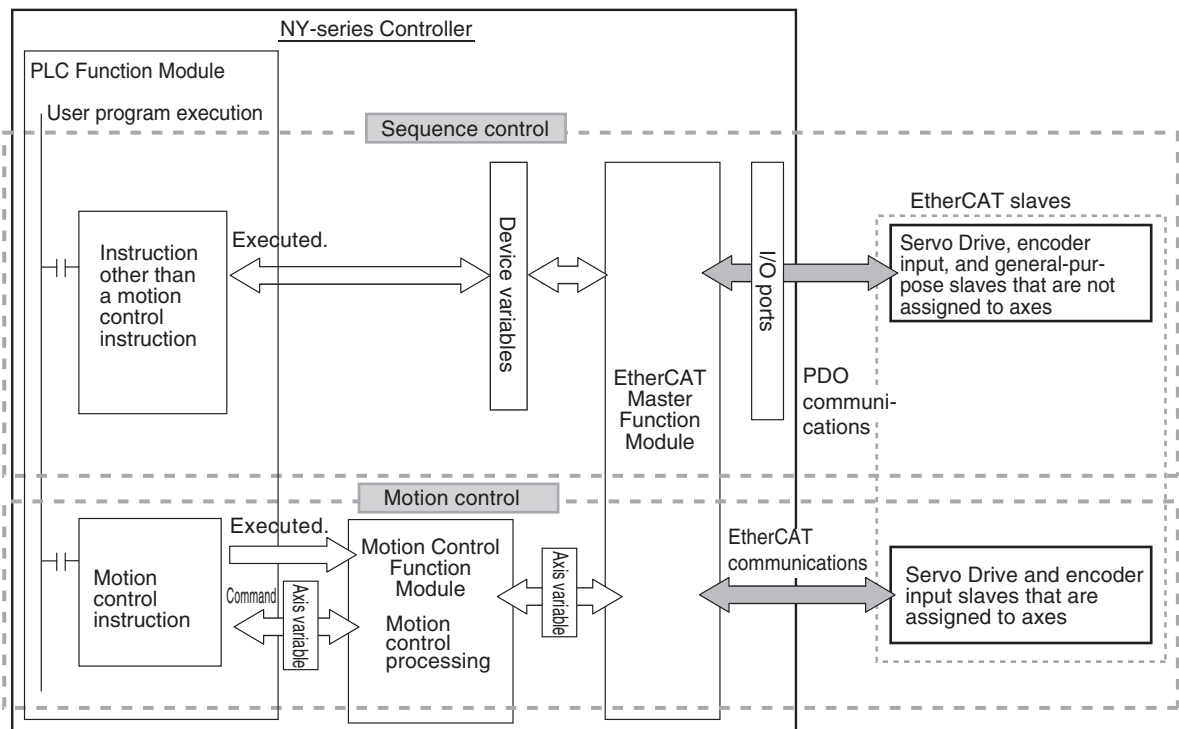 NY-series Controller
PLC Function Module
User program execution
Sequence control
Instruction
other than
a motion
control
instruction
Executed.
Device variables
EtherCAT
Master
Function
Module
I/O ports
PDO
communi-
cations
EtherCAT slaves
Servo Drive, encoder
input, and general-pur-
pose slaves that are not
assigned to axes
Motion control
Motion
control
instruction
Executed.
Command
Axis variable
Motion Control
Function
Module
Motion
control
processing
Axis variable
EtherCAT
communications
Servo Drive and encoder
input slaves that are
assigned to axes